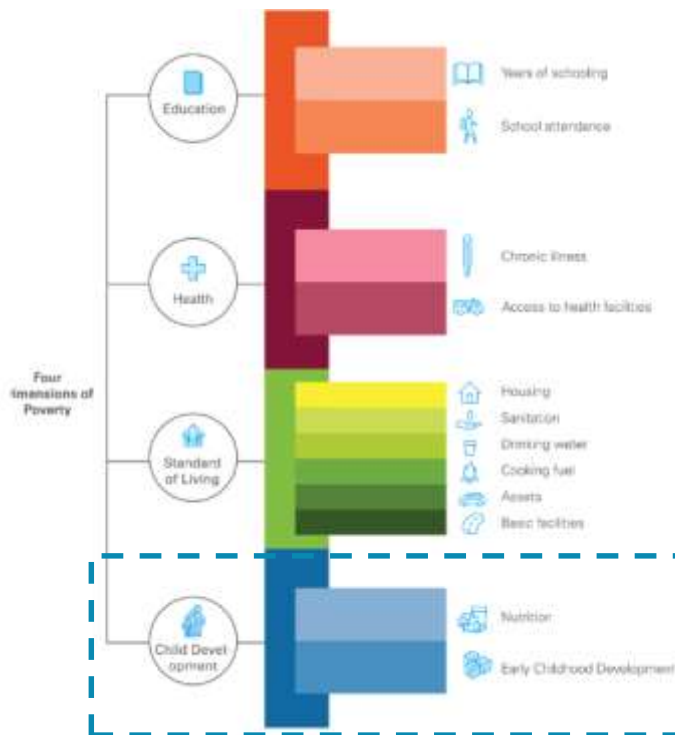 Four
imensions of
Poverty
Education
Years of schooling
School attendance
Health
Chronic illness
Access to health facilities
Standard
of Living
Housing
Sanitation
Drinking water
Cooking fuel
Assets
Basic facilities
Child Devel
opment
Nutrition
Early Childhood Development